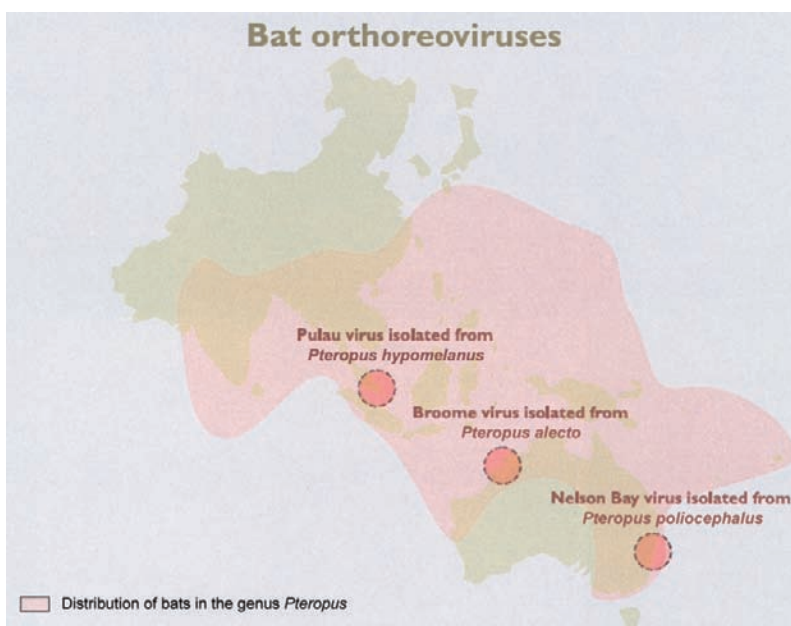 Bat orthoreoviruses
Pulau virus isolated from
Pteropus hypomelanus
Broome virus isolated from
Pteropus alecto
Nelson Bay virus isolated from
Pteropus poliocephalus
Distribution of bats in the genus Pteropus